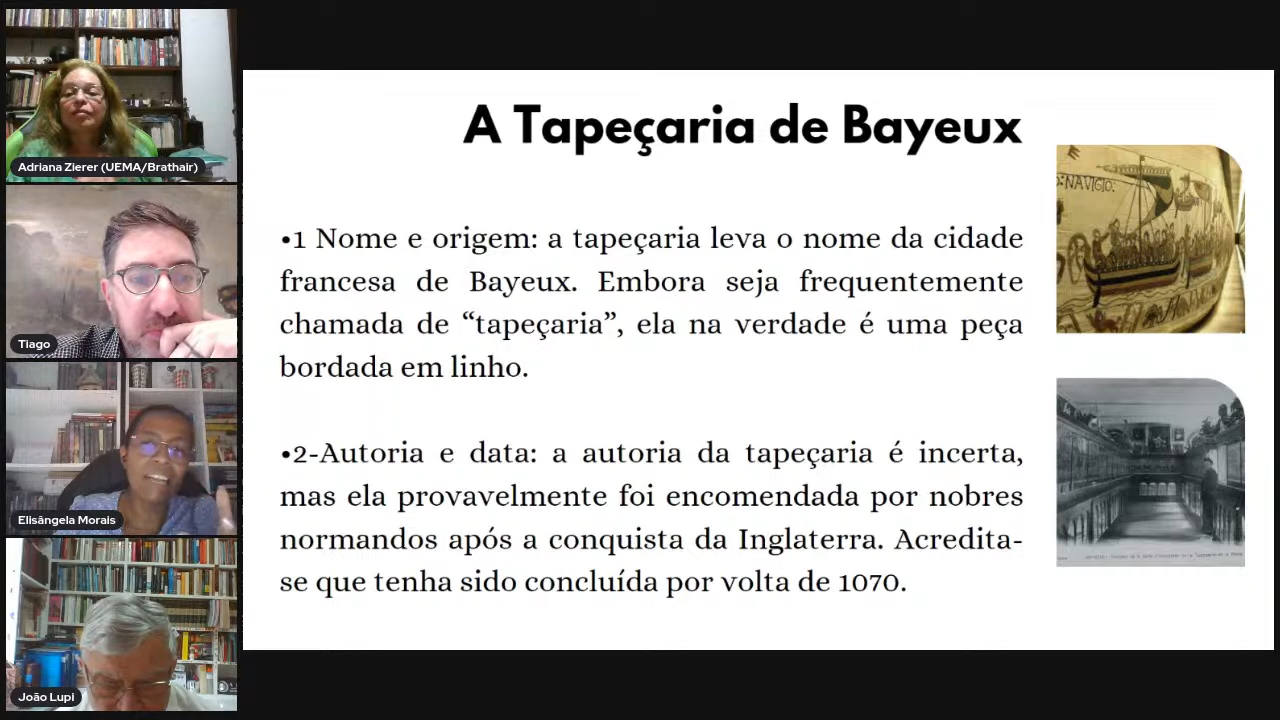 Adriana Zierer (UEMA/Brathair)
Tiago
Elisângela Morais
João Lupi
A Tapeçaria de Bayeux
•1 Nome e origem: a tapeçaria leva o nome da cidade
francesa de Bayeux. Embora seja frequentemente
chamada de “tapeçaria”, ela na verdade é uma peça
bordada em linho.
•2-Autoria e data: a autoria da tapeçaria é incerta,
mas ela provavelmente foi encomendada por nobres
normandos após a conquista da Inglaterra. Acredita-
se que tenha sido concluída por volta de 1070.
NAVIGIO: